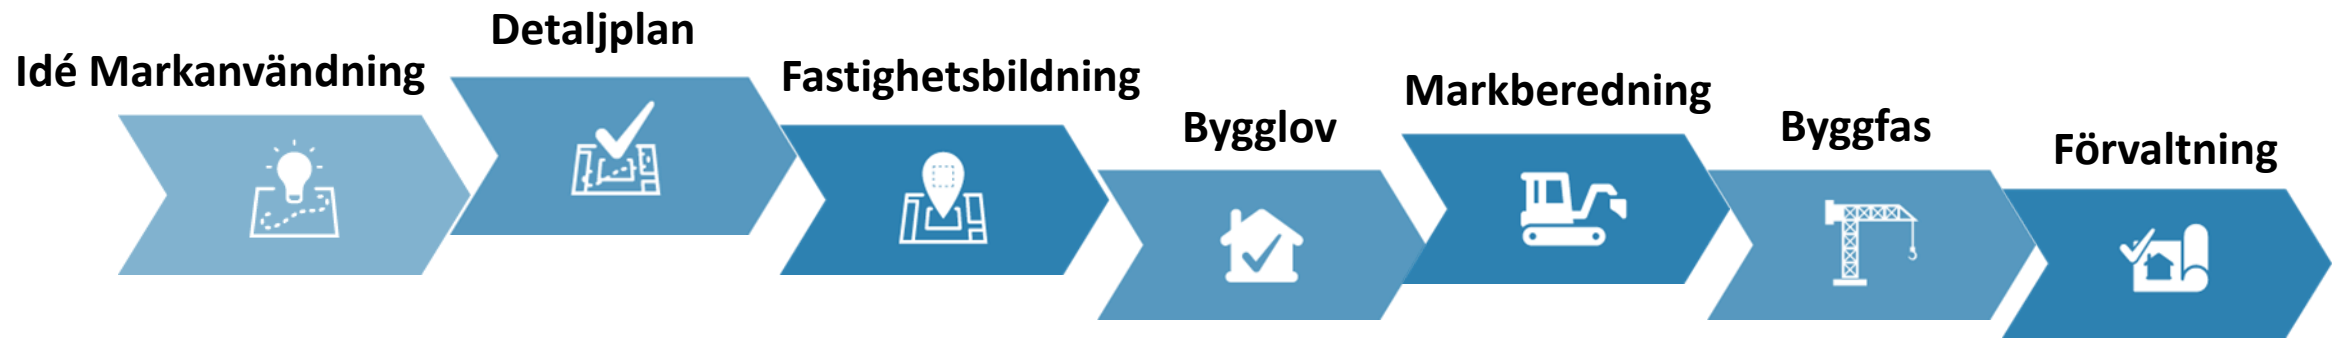 Idé Markanvändning
Detaljplan
Fastighetsbildning
Bygglov
Markberedning
Byggfas
Förvaltning